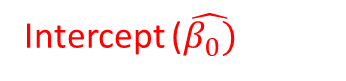 Intercept (β̂₀)